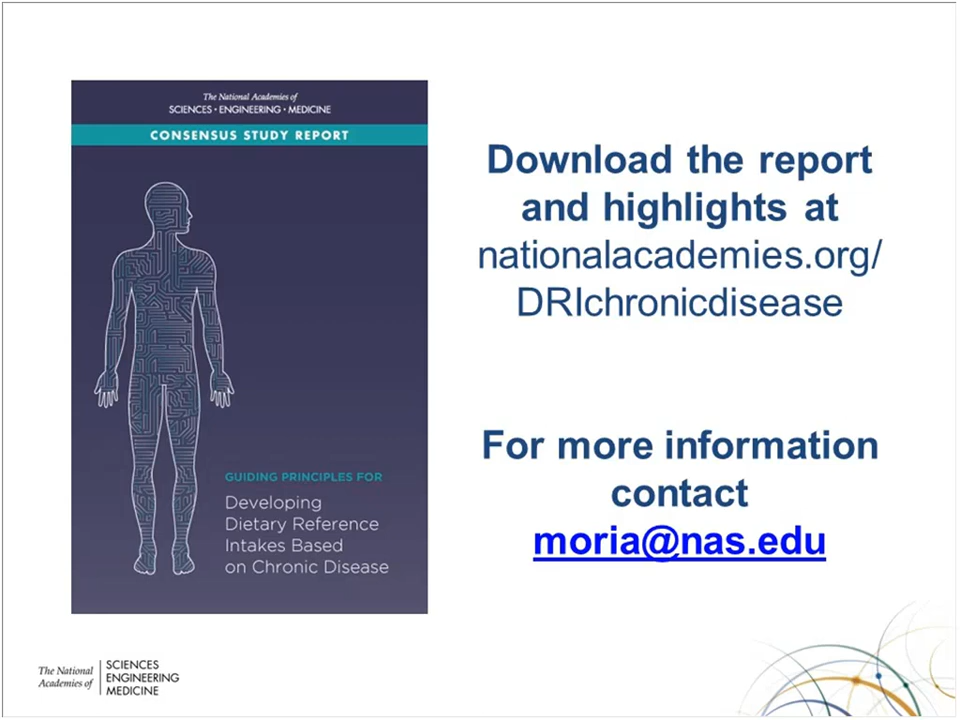 The National Academies of
SCIENCES • ENGINEERING • MEDICINE
CONSENSUS STUDY REPORT
GUIDING PRINCIPLES FOR
Developing
Dietary Reference
Intakes Based
on Chronic Disease
Download the report
and highlights at
nationalacademies.org/
DRIchronicdisease
For more information
contact
moria@nas.edu
The National
Academies of
SCIENCES
ENGINEERING
MEDICINE